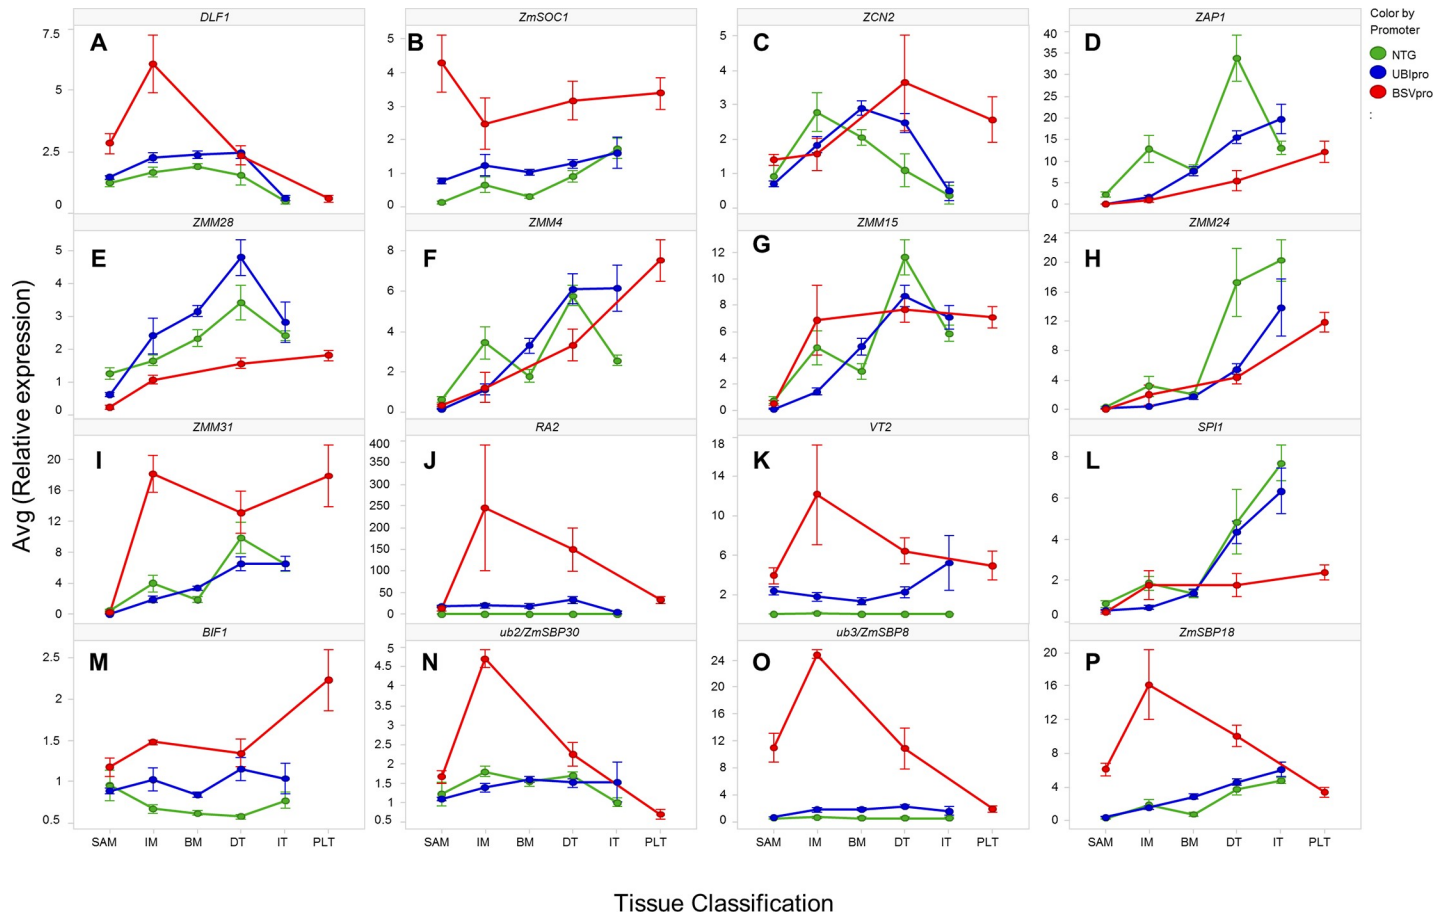 DLF1
ZmSOC1
ZCN2
ZAP1
Color by
Promoter
NTG
UBIpro
BSVpro
:
A
7.5
5
2.5
0
B
5
4
3
2
1
0
C
5
4
3
2
1
0
D
40
35
30
25
20
15
10
5
0
ZMM28
ZMM4
ZMM15
ZMM24
E
5
4
3
2
1
0
F
8
6
4
2
0
G
12
10
8
6
4
2
0
H
24
20
16
12
8
4
0
Avg (Relative expression)
ZMM31
RA2
VT2
SPI1
I
20
16
12
8
4
0
J
400
350
300
250
200
150
100
50
0
K
18
14
10
6
2
L
8
6
4
2
0
BIF1
ub2/ZmSBP30
ub3/ZmSBP8
ZmSBP18
M
2.5
2
1.5
1
0.5
N
5
4.5
4
3.5
3
2.5
2
1.5
1
0.5
O
24
20
16
12
8
4
0
P
20
16
12
8
4
0
SAM IM BM DT IT PLT
SAM IM BM DT IT PLT
SAM IM BM DT IT PLT
SAM IM BM DT IT PLT
Tissue Classification